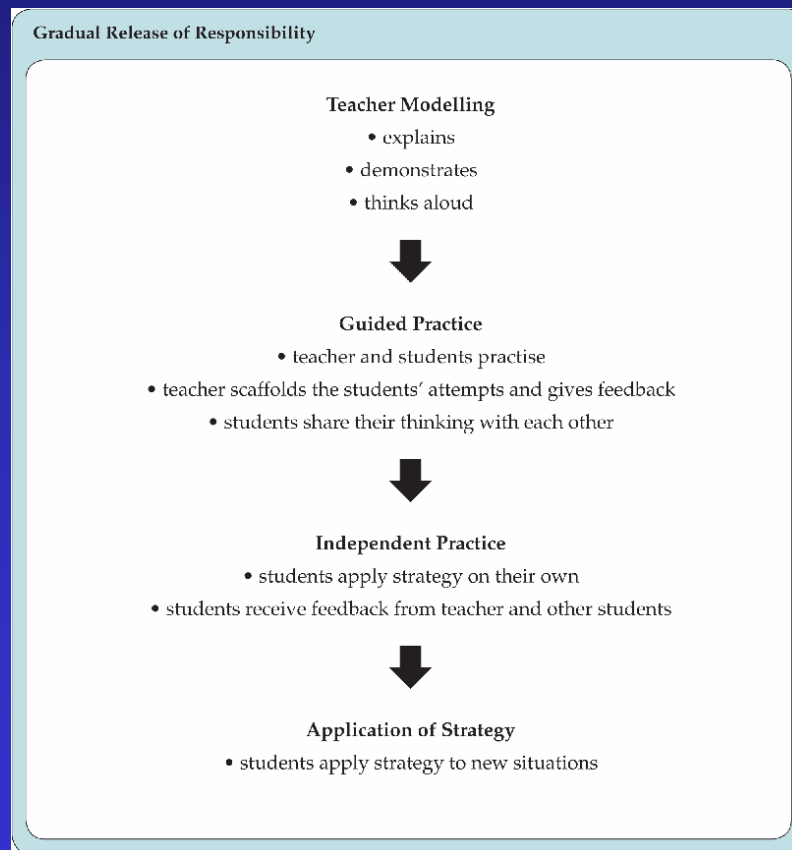 Gradual Release of Responsibility
Teacher Modelling
• explains
• demonstrates
• thinks aloud
Guided Practice
• teacher and students practise
• teacher scaffolds the students’ attempts and gives feedback
• students share their thinking with each other
Independent Practice
• students apply strategy on their own
• students receive feedback from teacher and other students
Application of Strategy
• students apply strategy to new situations